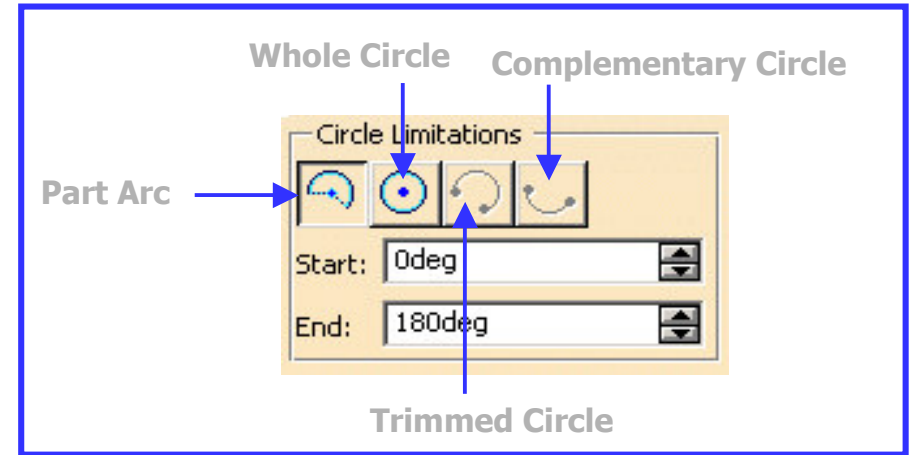 Whole Circle
Complementary Circle
Circle Limitations
Part Arc
Start: 0deg
End: 180deg
Trimmed Circle